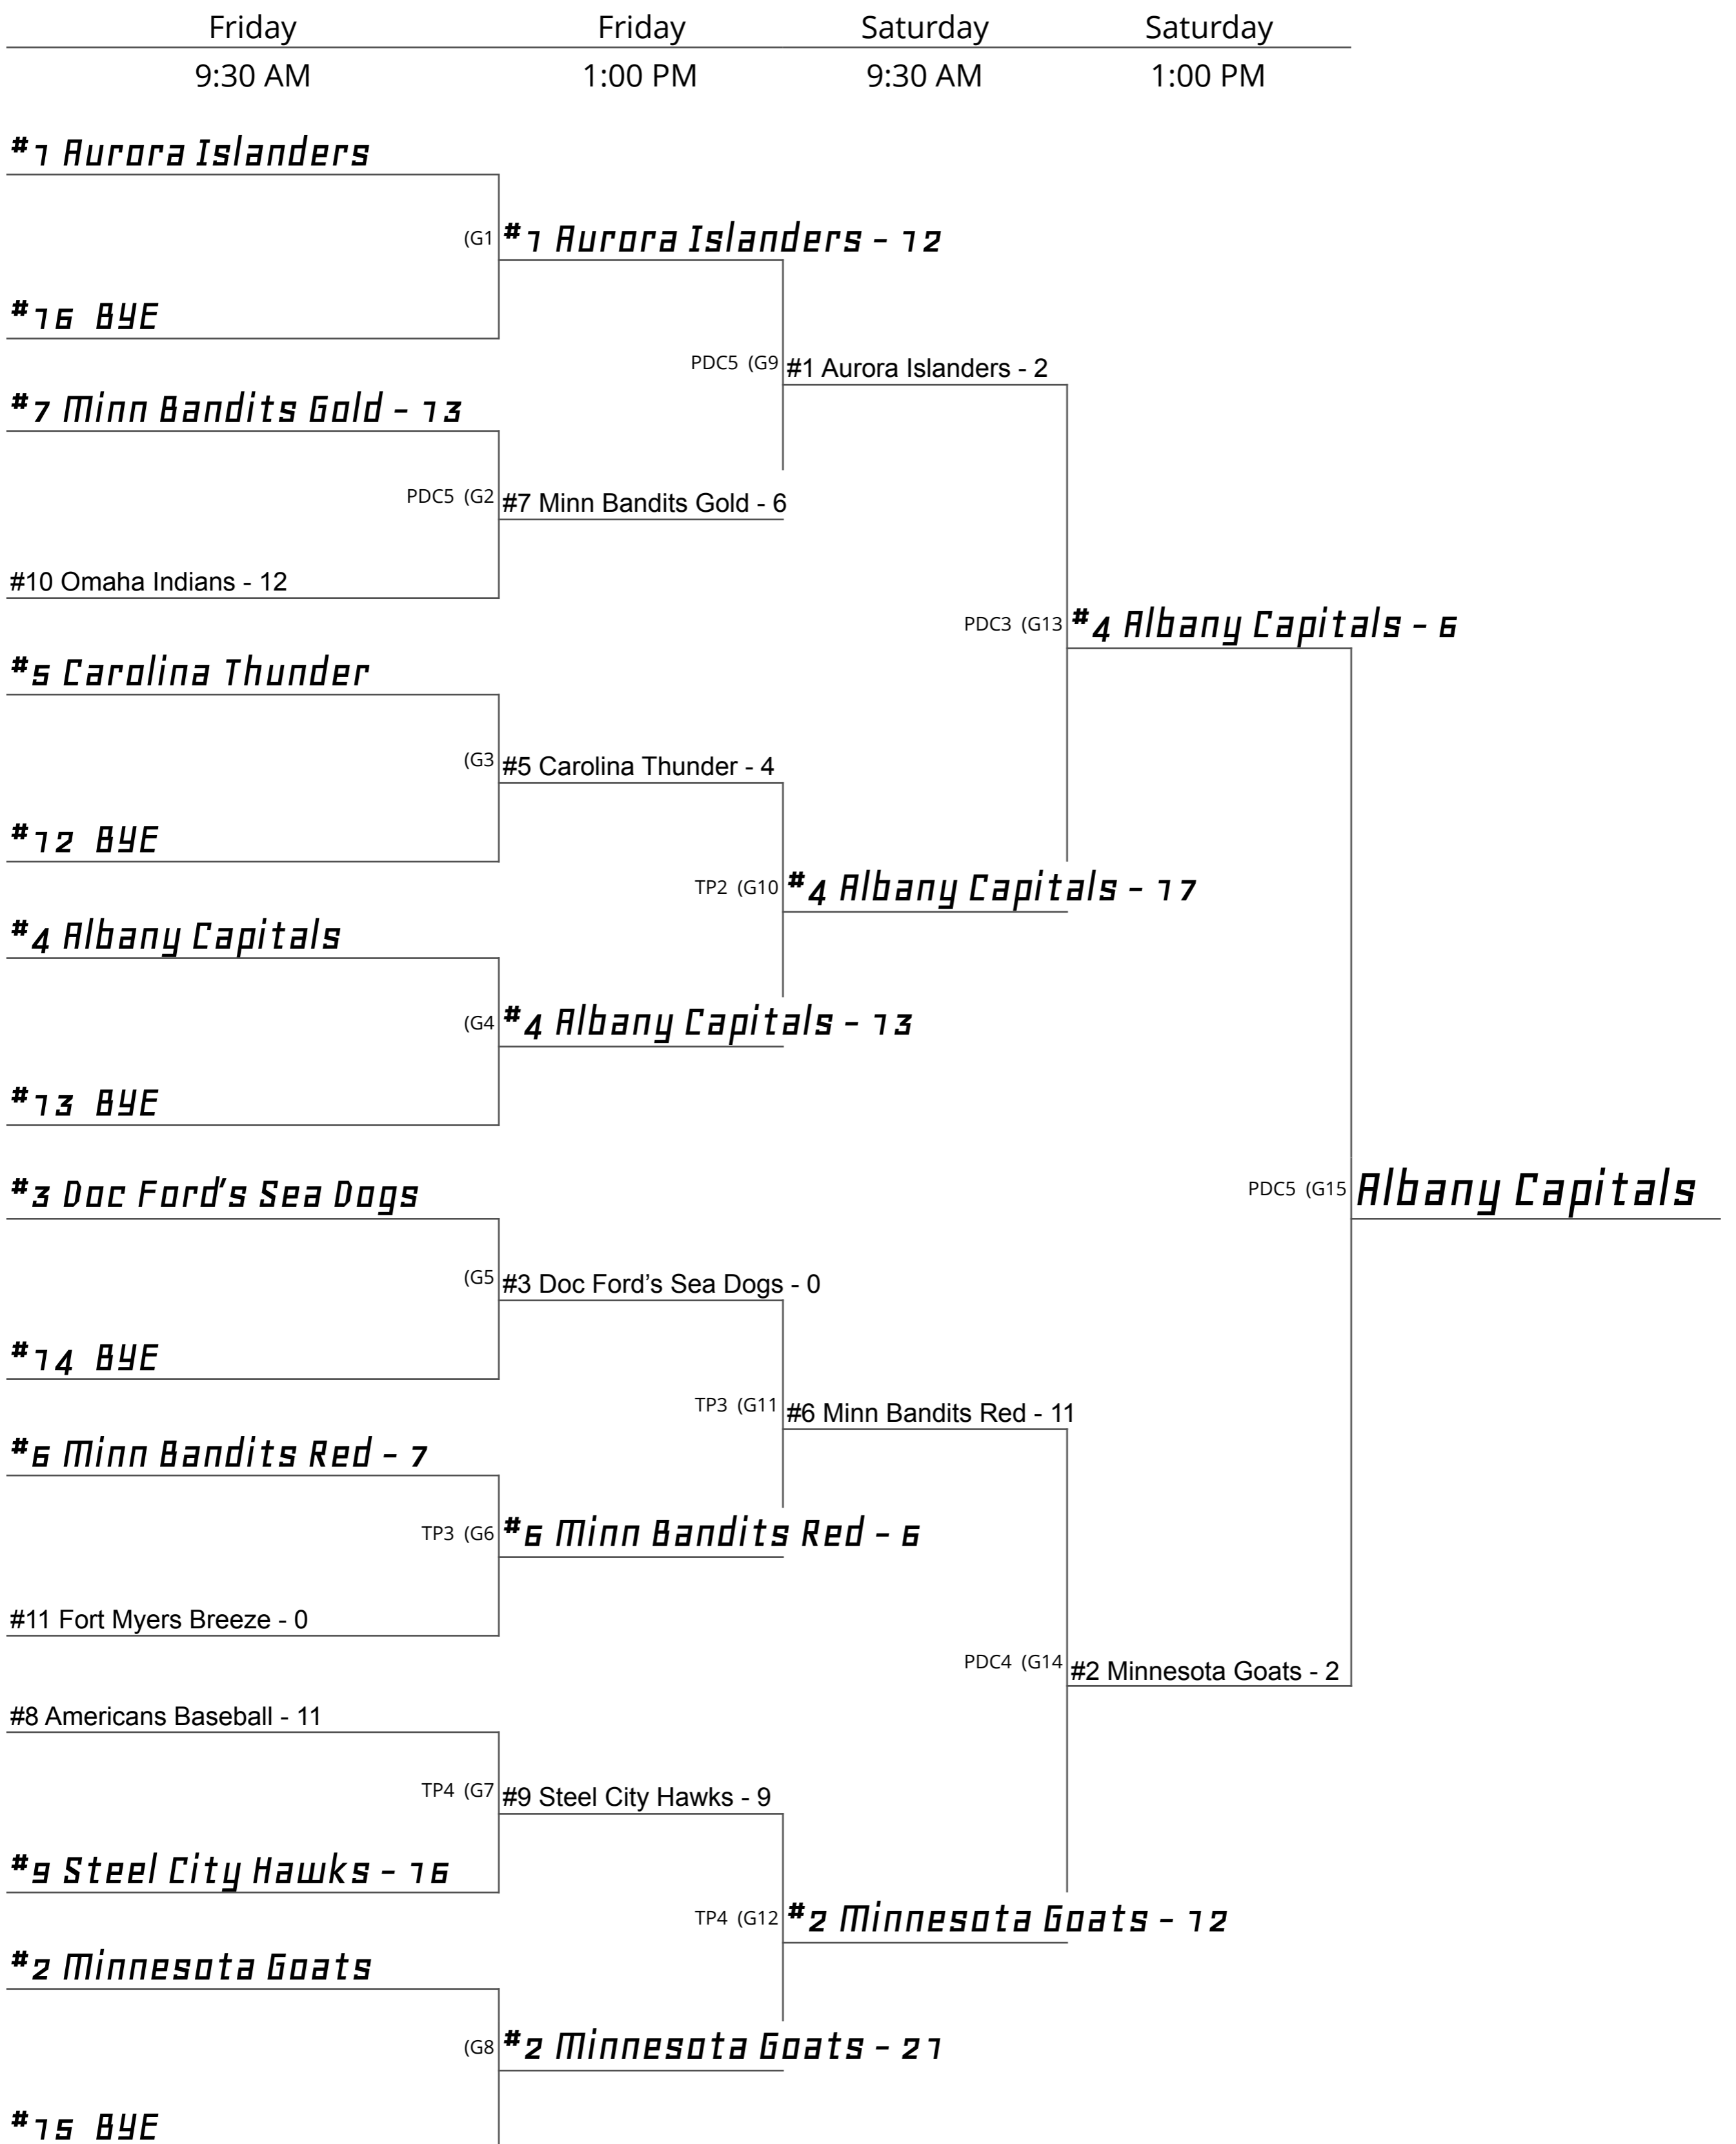 Friday Friday Saturday Saturday
9:30 AM 1:00 PM 9:30 AM 1:00 PM
#1 Aurora Islanders
(G1 #1 Aurora Islanders - 12
#16 BYE
PDC5 (G9 #1 Aurora Islanders - 2
#7 Minn Bandits Gold - 13
PDC5 (G2 #7 Minn Bandits Gold - 6
#10 Omaha Indians - 12
PDC3 (G13 #4 Albany Capitals - 6
#5 Carolina Thunder
(G3 #5 Carolina Thunder - 4
#12 BYE
TP2 (G10 #4 Albany Capitals - 17
#4 Albany Capitals
(G4 #4 Albany Capitals - 13
#13 BYE
#3 Doc Ford's Sea Dogs
PDC5 (G15 Albany Capitals
(G5 #3 Doc Ford's Sea Dogs - 0
#14 BYE
TP3 (G11 #6 Minn Bandits Red - 11
#6 Minn Bandits Red - 7
TP3 (G6 #6 Minn Bandits Red - 6
#11 Fort Myers Breeze - 0
PDC4 (G14 #2 Minnesota Goats - 2
#8 Americans Baseball - 11
TP4 (G7 #9 Steel City Hawks - 9
#9 Steel City Hawks - 16
TP4 (G12 #2 Minnesota Goats - 12
#2 Minnesota Goats
(G8 #2 Minnesota Goats - 21
#15 BYE